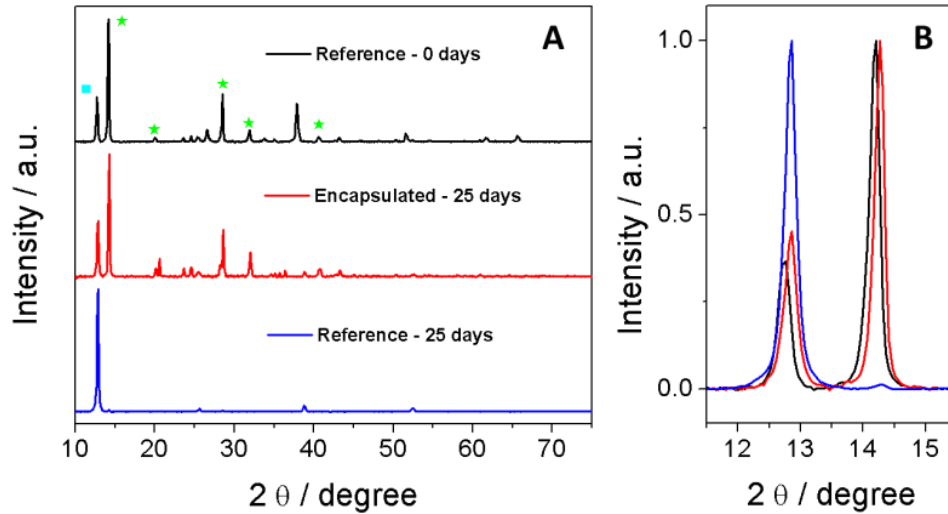 A
Reference - 0 days
Encapsulated - 25 days
Reference - 25 days
Intensity / a.u.
10 20 30 40 50 60 70
2 θ / degree
B
1.0
0.5
0.0
Intensity / a.u.
12 13 14 15
2 θ / degree